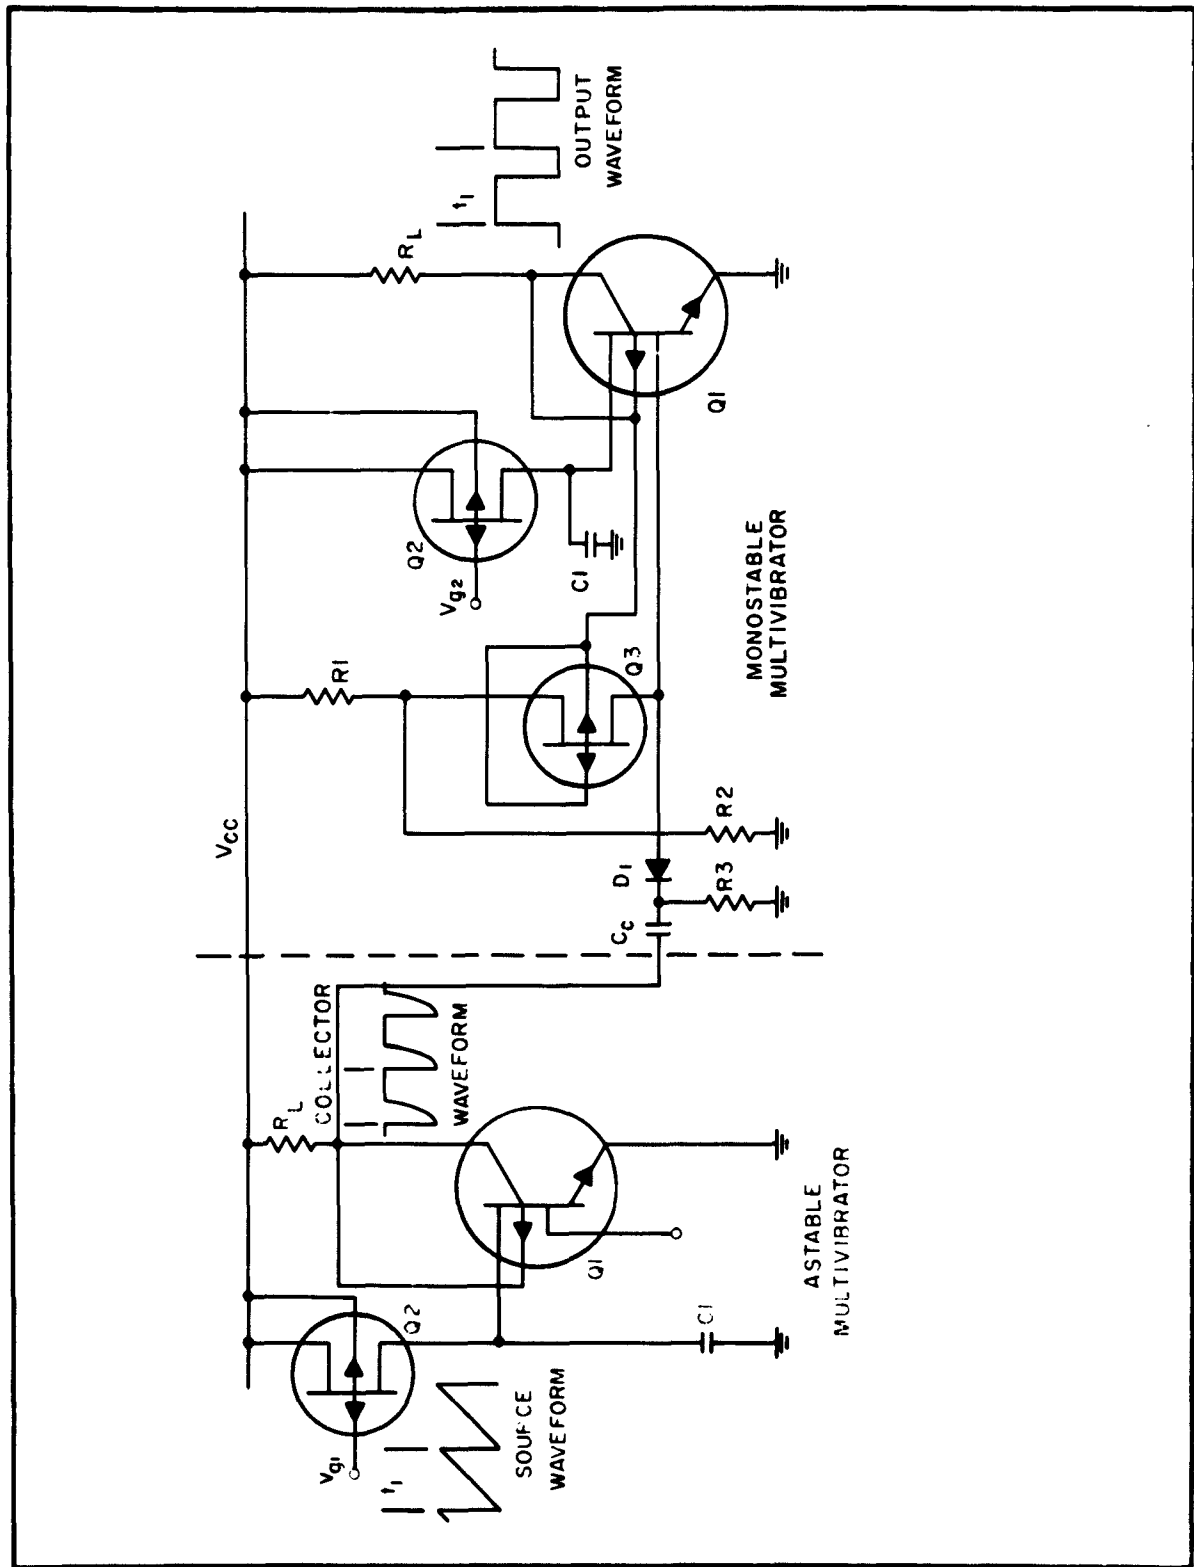 Vcc
Vg1
Q2
t1
SOURCE
WAVEFORM
C1
Q1
RL
COLLECTOR
WAVEFORM
ASTABLE
MULTIVIBRATOR
Cc
D1
R3
R2
R1
Q3
Vg2
Q2
C1
Q1
RL
t1
OUTPUT
WAVEFORM
MONOSTABLE
MULTIVIBRATOR